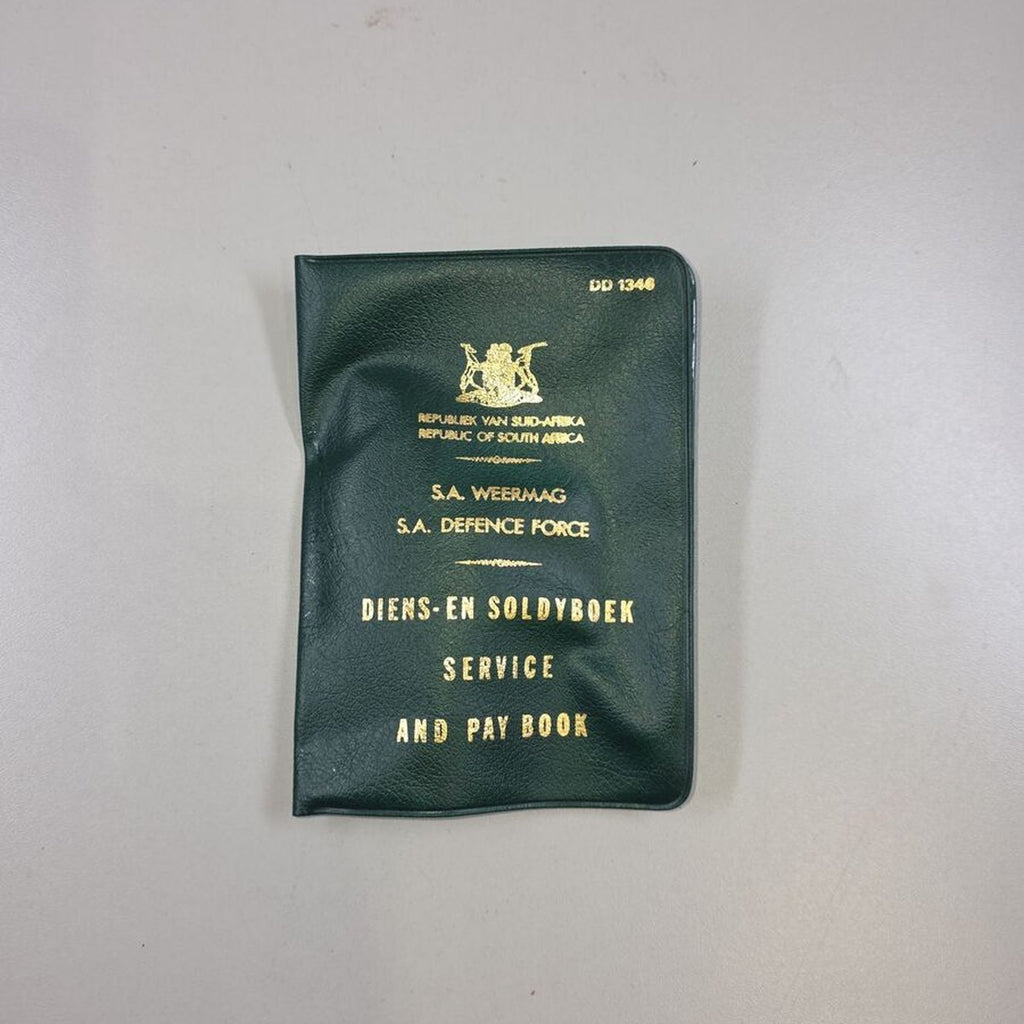 DD 1346
REPUBLIEK VAN SUID-AFRIKA
REPUBLIC OF SOUTH AFRICA
S.A. WEERMAG
S.A. DEFENCE FORCE
DIENS-EN SOLDYBOEK
SERVICE
AND PAY BOOK